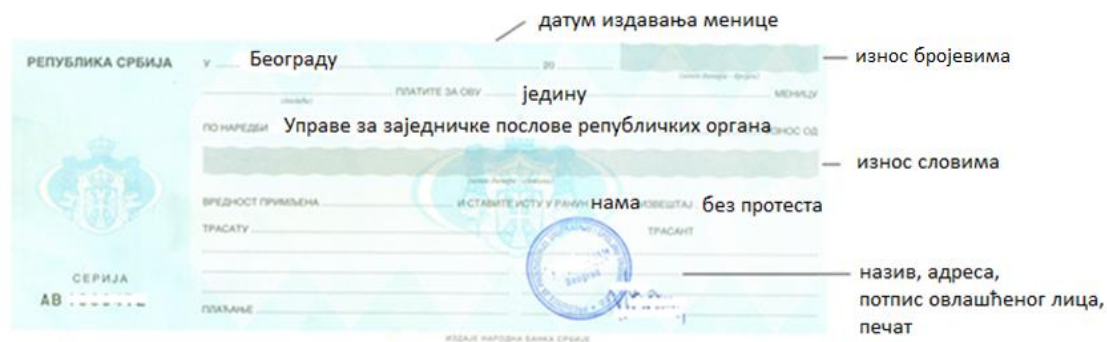 датум издавања менице
РЕПУБЛИКА СРБИЈА У Београду 20 износ бројевима
ПЛАТИТЕ ЗА ОВУ једину МЕНИЦУ
ПО НАРЕДБИ Управе за заједничке послове републичких органа ИЗНОС ОД
износ словима
ВРЕДНОСТ ПРИМЉЕНА И СТАВИТЕ ИСТУ У РАЧУН нама ИЗВЕШТАЈ без протеста
ТРАСАТУ ТРАСАНТ
СЕРИЈА назив, адреса,
АВ потпис овлашћеног лица,
ПЛАЋАЊЕ печат
ИЗДАЈЕ НАРОДНА БАНКА СРБИЈЕ